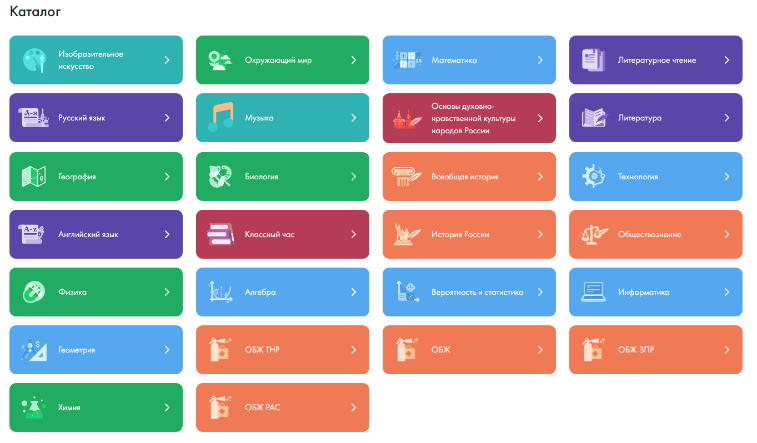 Каталог
Изобразительное
искусство
Окружающий мир
Математика
Литературное чтение
Русский язык
Музыка
Основы духовно-
нравственной культуры
народов России
Литература
География
Биология
Всеобщая история
Технология
Английский язык
Классный час
История России
Обществознание
Физика
Алгебра
Вероятность и статистика
Информатика
Геометрия
ОБЖ ТНР
ОБЖ
ОБЖ ЗПР
Химия
ОБЖ РАС